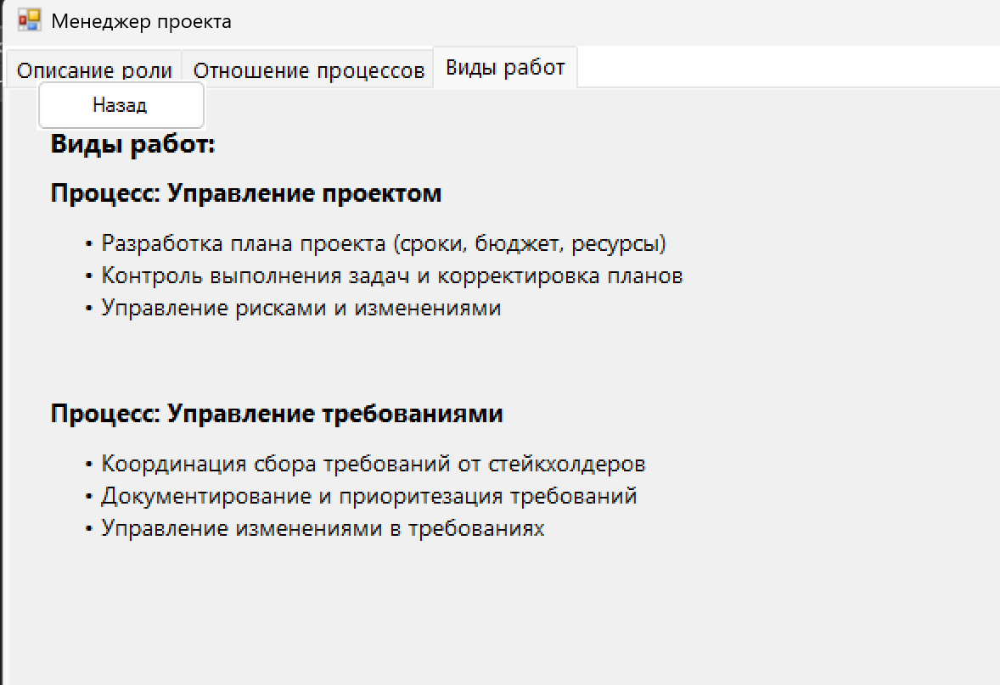 Менеджер проекта
Описание роли
Отношение процессов
Виды работ
Назад
Виды работ:
Процесс: Управление проектом
• Разработка плана проекта (сроки, бюджет, ресурсы)
• Контроль выполнения задач и корректировка планов
• Управление рисками и изменениями
Процесс: Управление требованиями
• Координация сбора требований от стейкхолдеров
• Документирование и приоритезация требований
• Управление изменениями в требованиях